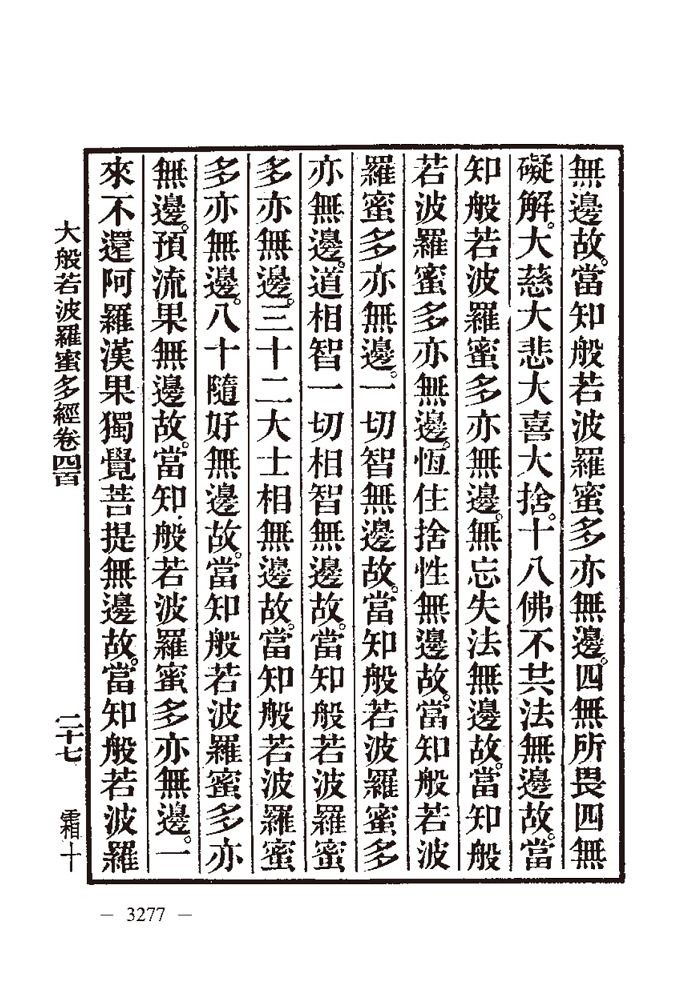 無邊故。當知般若波羅蜜多亦無邊。四無所畏四無
礙解。大慈大悲大喜大捨。十八佛不共法無邊故。當
知般若波羅蜜多亦無邊。無忘失法無邊故。當知般
若波羅蜜多亦無邊。恆住捨性無邊故。當知般若波
羅蜜多亦無邊。一切智無邊故。當知般若波羅蜜多
亦無邊。道相智一切相智無邊故。當知般若波羅蜜
多亦無邊。三十二大士相無邊故。當知般若波羅蜜
多亦無邊。八十隨好無邊故。當知般若波羅蜜多亦
無邊。預流果無邊故。當知般若波羅蜜多亦無邊。一
來不還阿羅漢果獨覺菩提無邊故。當知般若波羅
大般若波羅蜜多經卷四百 二十七 霜十
— 3277 —